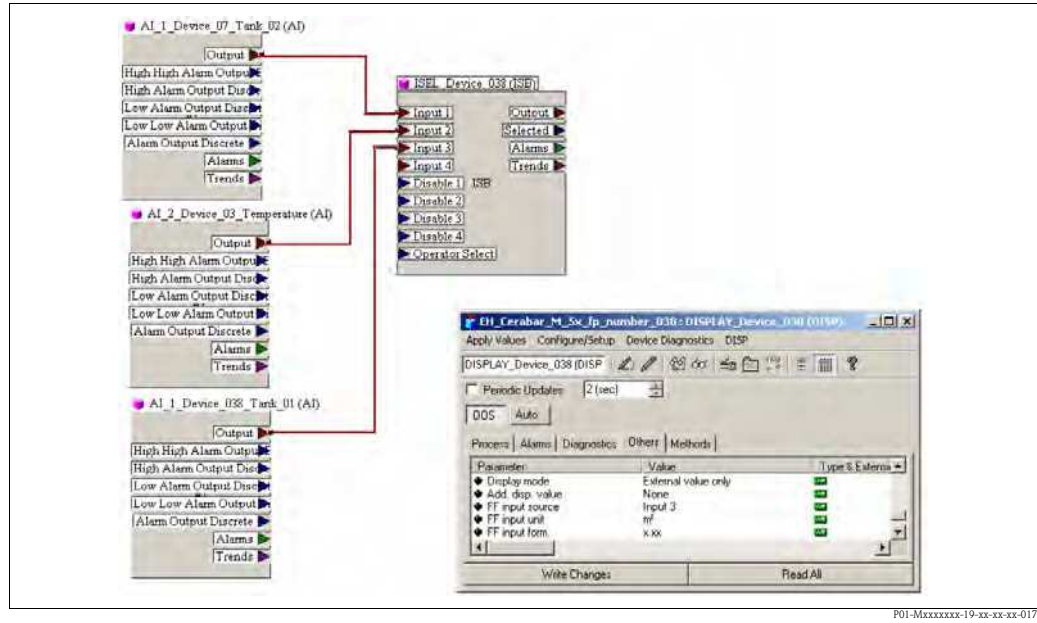 AI_1_Device_07_Tank_02 (AI)
Output
High High Alarm Output
High Alarm Output Disc
Low Alarm Output Disc
Low Low Alarm Output
Alarm Output Discrete
Alarms
Trends
ISEL_Device_038 (ISB)
Input 1
Output
Input 2
Selected
Input 3
Alarms
Input 4
Trends
Disable 1
ISB
Disable 2
Disable 3
Disable 4
Operator Select
AI_2_Device_03_Temperature (AI)
Output
High High Alarm Output
High Alarm Output Disc
Low Alarm Output Disc
Low Low Alarm Output
Alarm Output Discrete
Alarms
Trends
AI_1_Device_038_Tank_01 (AI)
Output
High High Alarm Output
High Alarm Output Disc
Low Alarm Output Disc
Low Low Alarm Output
Alarm Output Discrete
Alarms
Trends
EH_Cerabar_M_5x_fp_number_038 : DISPLAY_Device_038 (DISP)
Apply Values Configure/Setup Device Diagnostics DISP
DISPLAY_Device_038 (DISP
Periodic Updates 2 (sec)
OOS Auto
Process Alarms Diagnostics Others Methods
Parameter Value Type & Extensi
Display mode External value only
Add. disp. value None
FF input source Input 3
FF input unit m³
FF input form. x.xx
Write Changes Read All
P01-Mxxxxxxx-19-xx-xx-xx-017